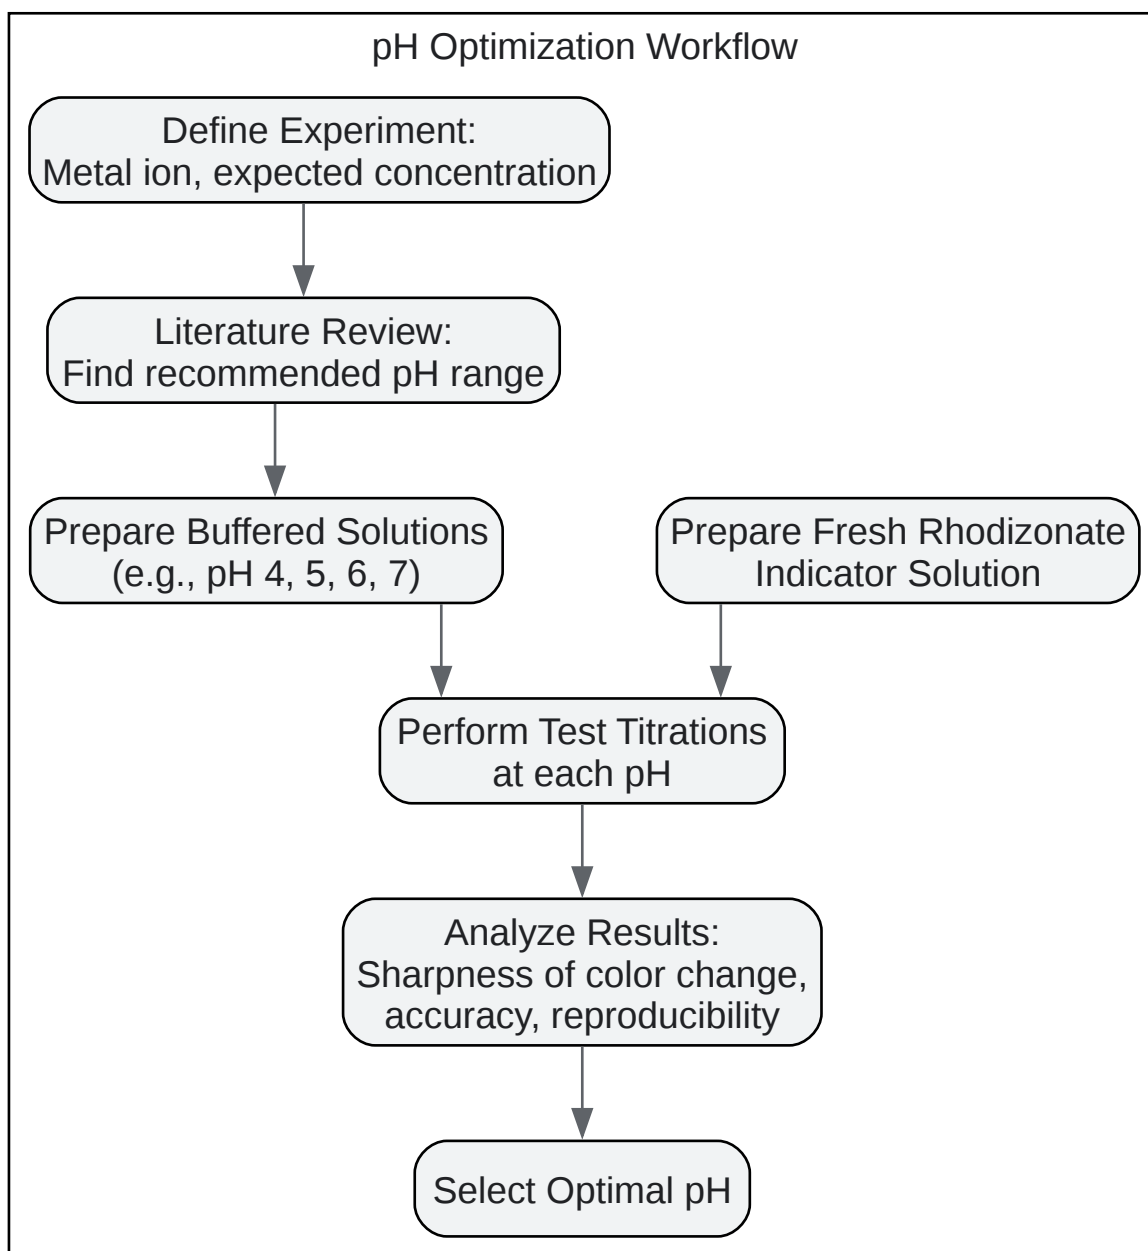 pH Optimization Workflow
Define Experiment:
Metal ion, expected concentration
Literature Review:
Find recommended pH range
Prepare Buffered Solutions
(e.g., pH 4, 5, 6, 7)
Prepare Fresh Rhodizonate
Indicator Solution
Perform Test Titrations
at each pH
Analyze Results:
Sharpness of color change,
accuracy, reproducibility
Select Optimal pH